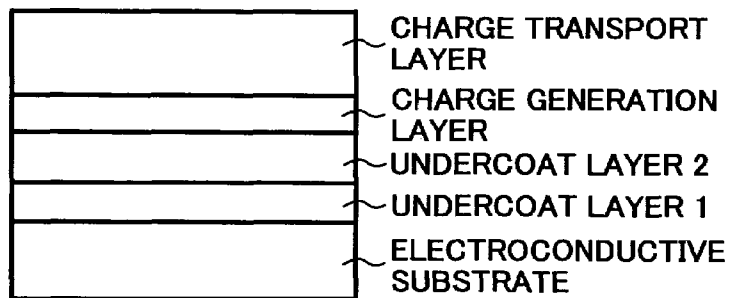 CHARGE TRANSPORT
LAYER
CHARGE GENERATION
LAYER
UNDERCOAT LAYER 2
UNDERCOAT LAYER 1
ELECTROCONDUCTIVE
SUBSTRATE